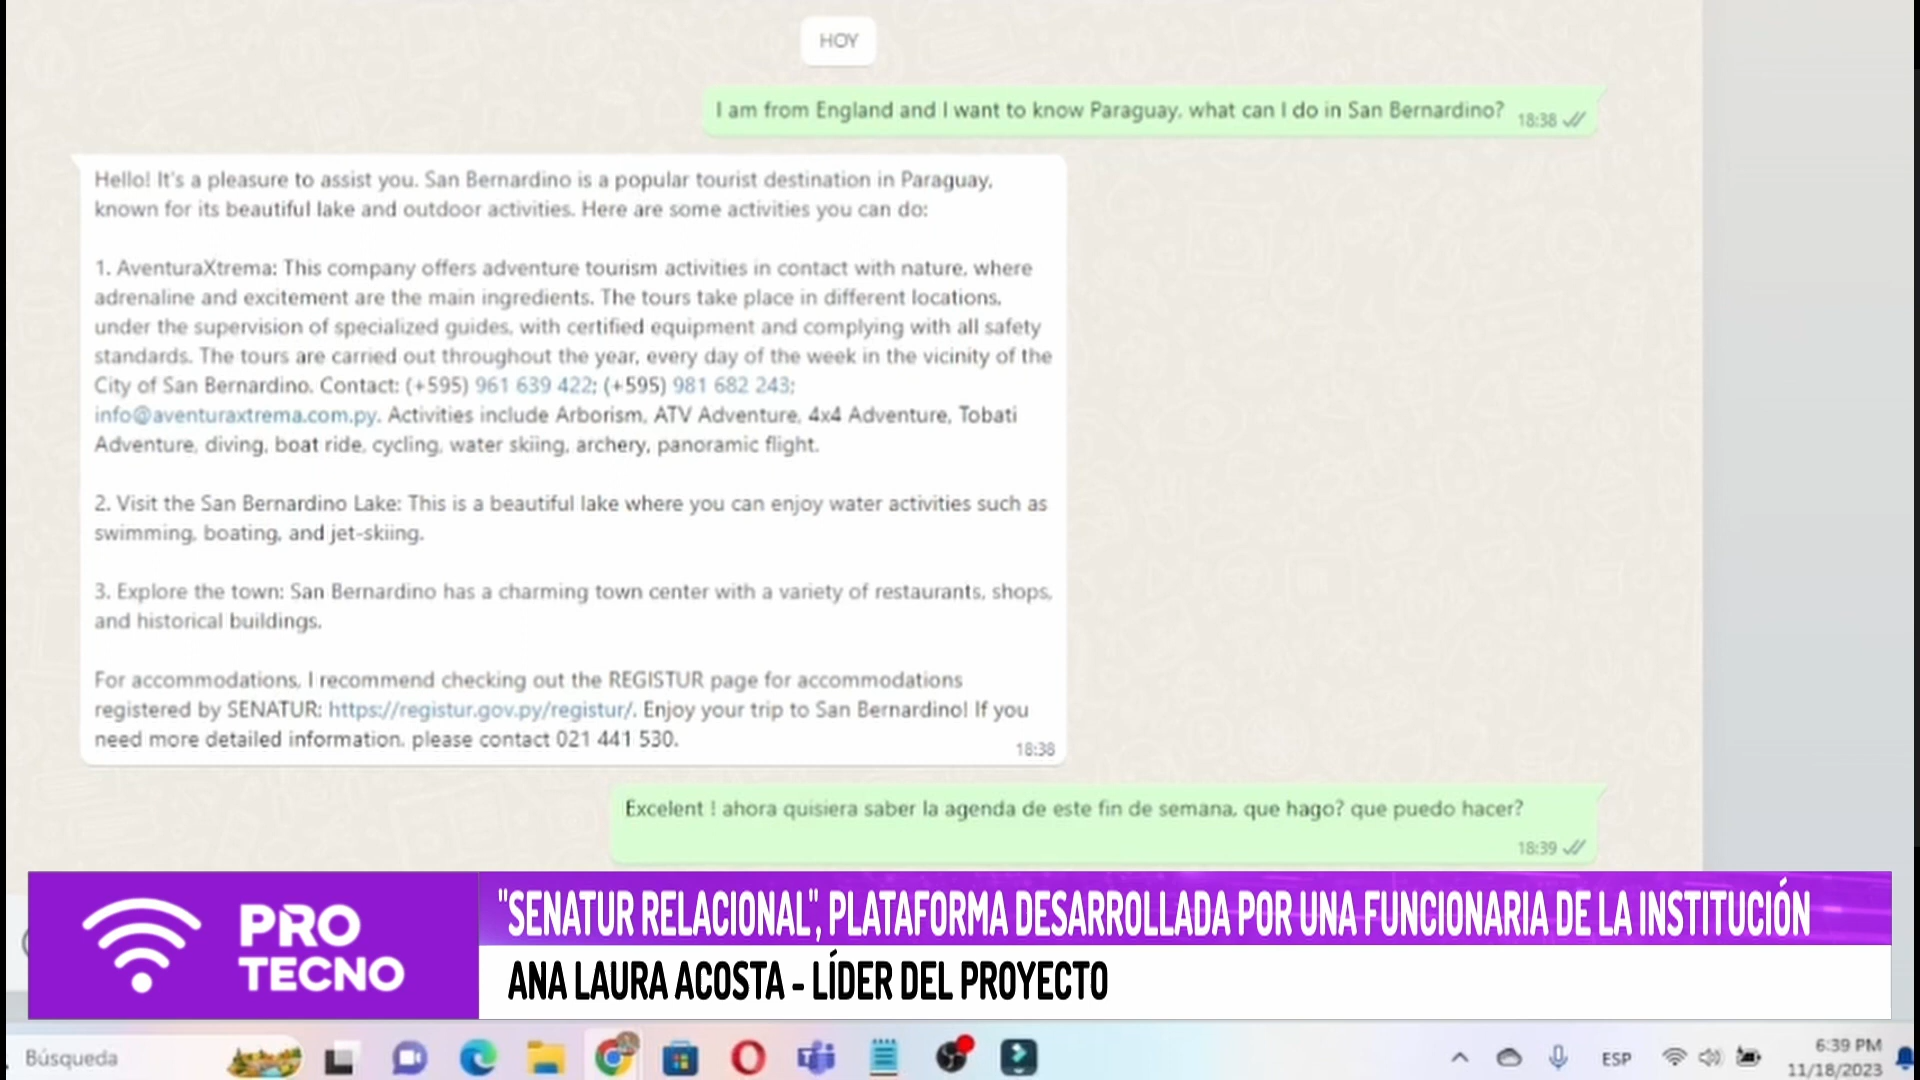 HOY
I am from England and I want to know Paraguay, what can I do in San Bernardino?
18:38
Hello! It's a pleasure to assist you. San Bernardino is a popular tourist destination in Paraguay,
known for its beautiful lake and outdoor activities. Here are some activities you can do:
1. AventuraXtrema: This company offers adventure tourism activities in contact with nature, where
adrenaline and excitement are the main ingredients. The tours take place in different locations,
under the supervision of specialized guides, with certified equipment and complying with all safety
standards. The tours are carried out throughout the year, every day of the week in the vicinity of the
City of San Bernardino. Contact: (+595) 961 639 422; (+595) 981 682 243;
info@aventuraxtrema.com.py. Activities include Arborism, ATV Adventure, 4x4 Adventure, Tobati
Adventure, diving, boat ride, cycling, water skiing, archery, panoramic flight.
2. Visit the San Bernardino Lake: This is a beautiful lake where you can enjoy water activities such as
swimming, boating, and jet-skiing.
3. Explore the town: San Bernardino has a charming town center with a variety of restaurants, shops,
and historical buildings.
For accommodations, I recommend checking out the REGISTUR page for accommodations
registered by SENATUR: https://registur.gov.py/registur/. Enjoy your trip to San Bernardino! If you
need more detailed information, please contact 021 441 530.
18:38
Excelent ! ahora quisiera saber la agenda de este fin de semana, que hago? que puedo hacer?
18:39
PRO
TECNO
"SENATUR RELACIONAL", PLATAFORMA DESARROLLADA POR UNA FUNCIONARIA DE LA INSTITUCIÓN
ANA LAURA ACOSTA - LÍDER DEL PROYECTO
Búsqueda
ESP
6:39 PM
11/18/2023